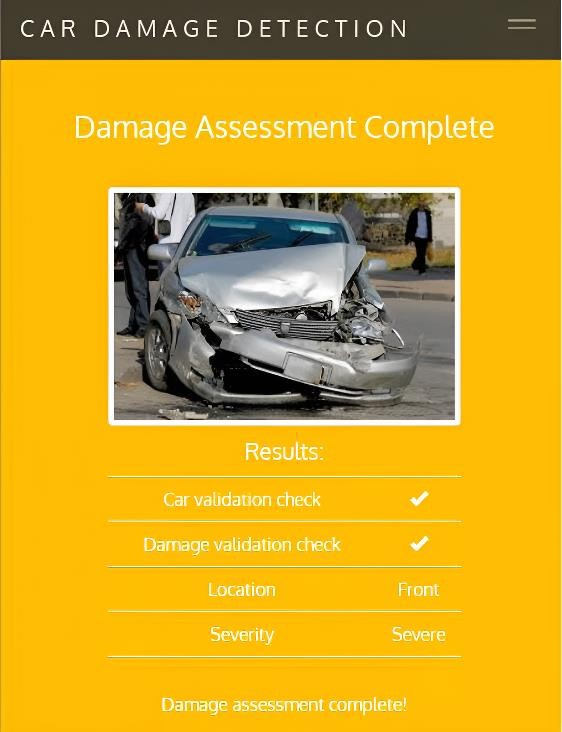 CAR DAMAGE DETECTION
Damage Assessment Complete
Results:
Car validation check ✔
Damage validation check ✔
Location Front
Severity Severe
Damage assessment complete!